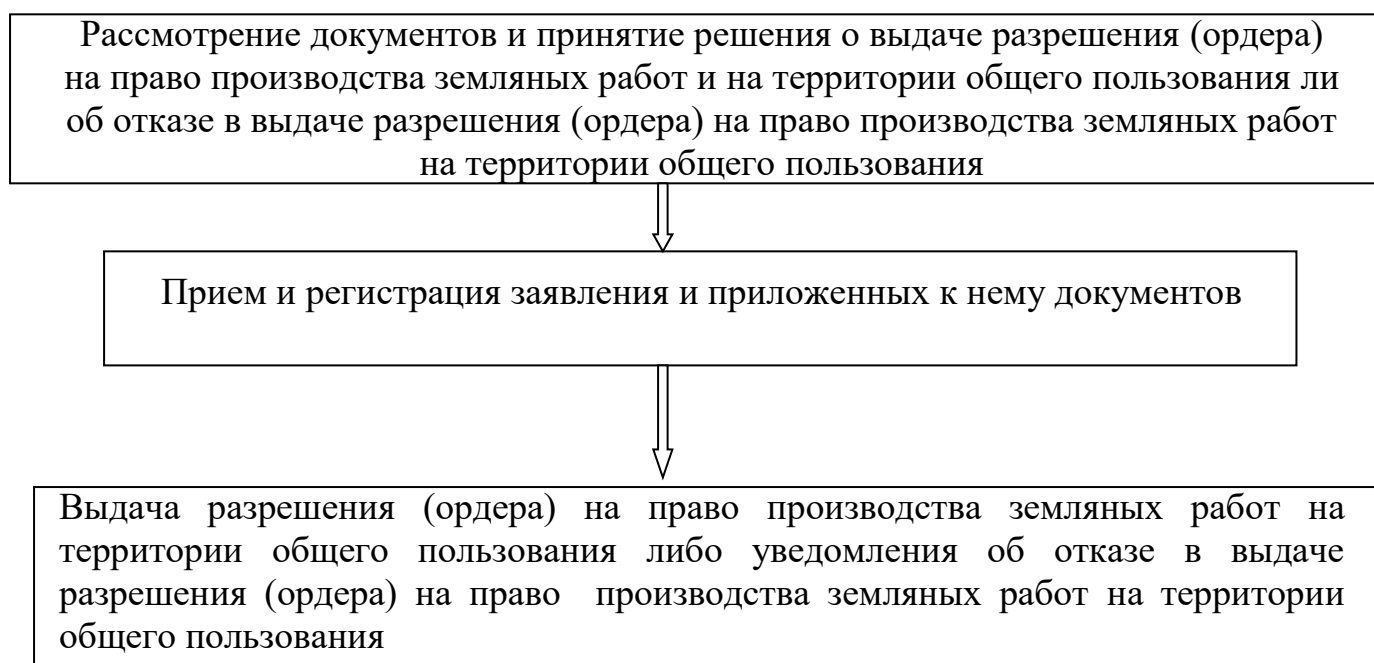 Рассмотрение документов и принятие решения о выдаче разрешения (ордера)
на право производства земляных работ и на территории общего пользования ли
об отказе в выдаче разрешения (ордера) на право производства земляных работ
на территории общего пользования
Прием и регистрация заявления и приложенных к нему документов
Выдача разрешения (ордера) на право производства земляных работ на
территории общего пользования либо уведомления об отказе в выдаче
разрешения (ордера) на право производства земляных работ на территории
общего пользования